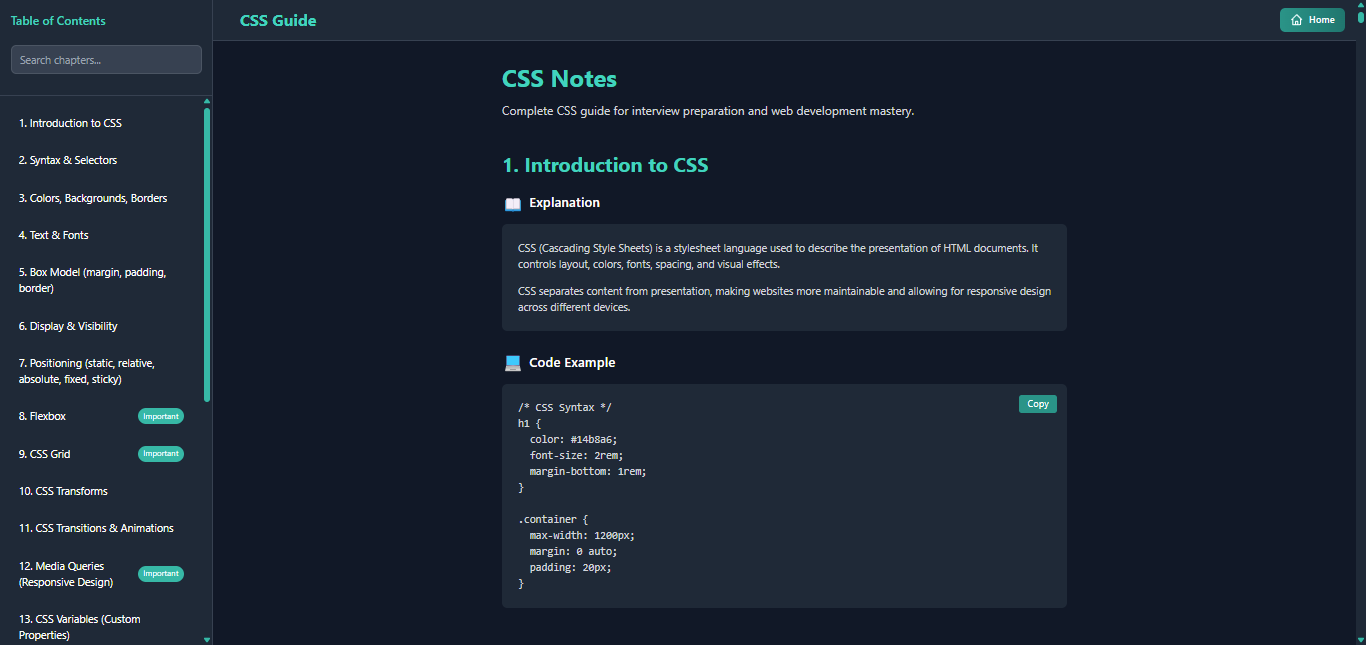 Table of Contents
Search chapters...
1. Introduction to CSS
2. Syntax & Selectors
3. Colors, Backgrounds, Borders
4. Text & Fonts
5. Box Model (margin, padding,
border)
6. Display & Visibility
7. Positioning (static, relative,
absolute, fixed, sticky)
8. Flexbox Important
9. CSS Grid Important
10. CSS Transforms
11. CSS Transitions & Animations
12. Media Queries
(Responsive Design) Important
13. CSS Variables (Custom
Properties)
CSS Guide
Home
CSS Notes
Complete CSS guide for interview preparation and web development mastery.
1. Introduction to CSS
Explanation
CSS (Cascading Style Sheets) is a stylesheet language used to describe the presentation of HTML documents. It
controls layout, colors, fonts, spacing, and visual effects.
CSS separates content from presentation, making websites more maintainable and allowing for responsive design
across different devices.
Code Example
Copy
/* CSS Syntax */
h1 {
  color: #14b8a6;
  font-size: 2rem;
  margin-bottom: 1rem;
}
.container {
  max-width: 1200px;
  margin: 0 auto;
  padding: 20px;
}